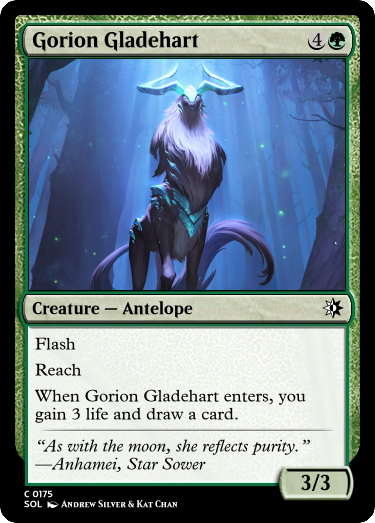 Gorion Gladehart 4
Creature — Antelope
Flash
Reach
When Gorion Gladehart enters, you
gain 3 life and draw a card.
“As with the moon, she reflects purity.”
—Anhamei, Star Sower
3/3
C 0175
SOL Andrew Silver & Kat Chan